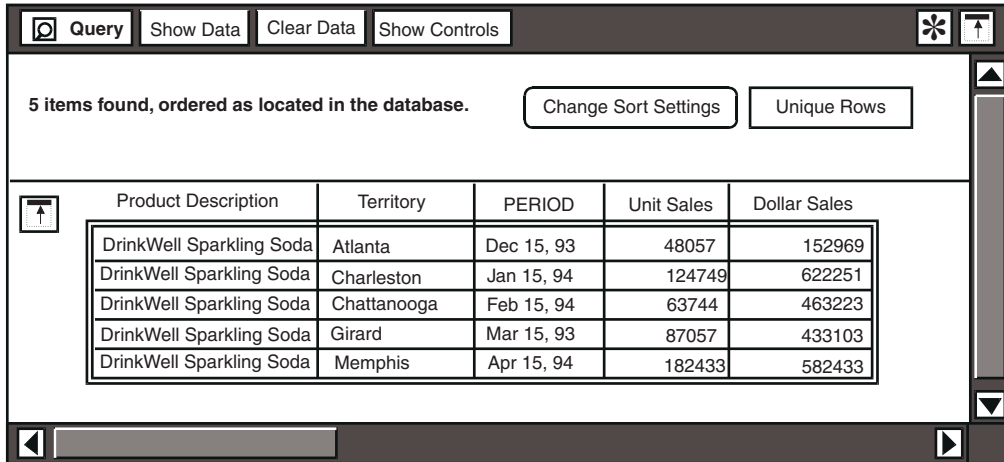 Query Show Data Clear Data Show Controls
5 items found, ordered as located in the database. Change Sort Settings Unique Rows
Product Description Territory PERIOD Unit Sales Dollar Sales
DrinkWell Sparkling Soda Atlanta Dec 15, 93 48057 152969
DrinkWell Sparkling Soda Charleston Jan 15, 94 124749 622251
DrinkWell Sparkling Soda Chattanooga Feb 15, 94 63744 463223
DrinkWell Sparkling Soda Girard Mar 15, 93 87057 433103
DrinkWell Sparkling Soda Memphis Apr 15, 94 182433 582433